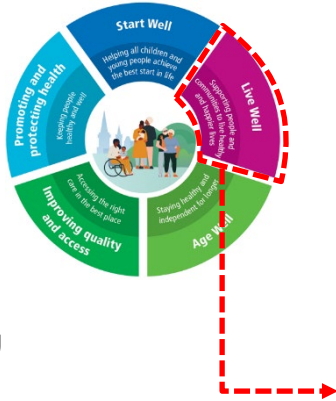 Start Well
Helping all children and
young people achieve
the best start in life
Live Well
Supporting people and
communities to live healthy
and happier lives
Age Well
Staying healthy and
independent for longer
Improving quality
and access
Accessing the right
care in the best place
Promoting and
protecting health
Keeping people
healthy and well